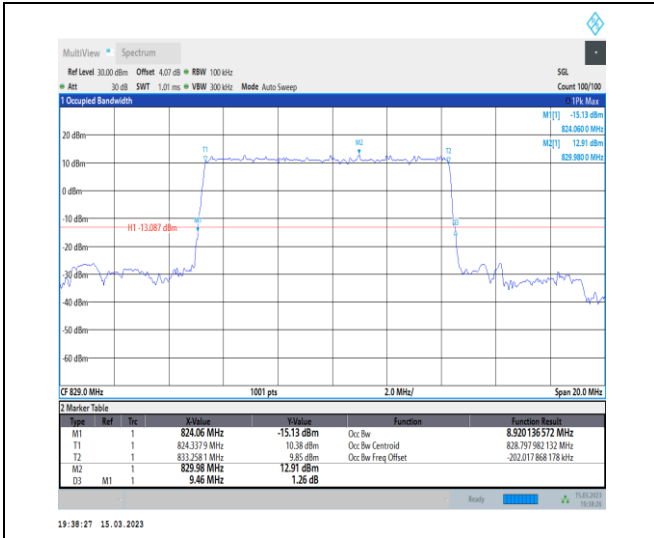 MultiView Spectrum
Ref Level 30.00 dBm Offset 4.07 dB RBW 100 kHz SGL
Att 30 dB SWT 1.01 ms VBW 300 kHz Mode Auto Sweep Count 100/100
1 Occupied Bandwidth 1Pk Max
M1[1] -15.13 dBm
824.060 0 MHz
M2[1] 12.91 dBm
829.980 0 MHz
20 dBm
T1 M2 T2
10 dBm
0 dBm
-10 dBm
M1 D3
H1 -13.087 dBm
-20 dBm
-30 dBm
-40 dBm
-50 dBm
-60 dBm
CF 829.0 MHz 1001 pts 2.0 MHz/ Span 20.0 MHz
2 Marker Table
Type Ref Trc X-Value Y-Value Function Function Result
M1 1 824.06 MHz -15.13 dBm Occ Bw 8.920 136 572 MHz
T1 1 824.337 9 MHz 10.38 dBm Occ Bw Centroid 828.797 982 132 MHz
T2 1 833.258 1 MHz 9.85 dBm Occ Bw Freq Offset -202.017 868 178 kHz
M2 1 829.98 MHz 12.91 dBm
D3 M1 1 9.46 MHz 1.26 dB
Ready 15.03.2023
19:38:26
19:38:27 15.03.2023